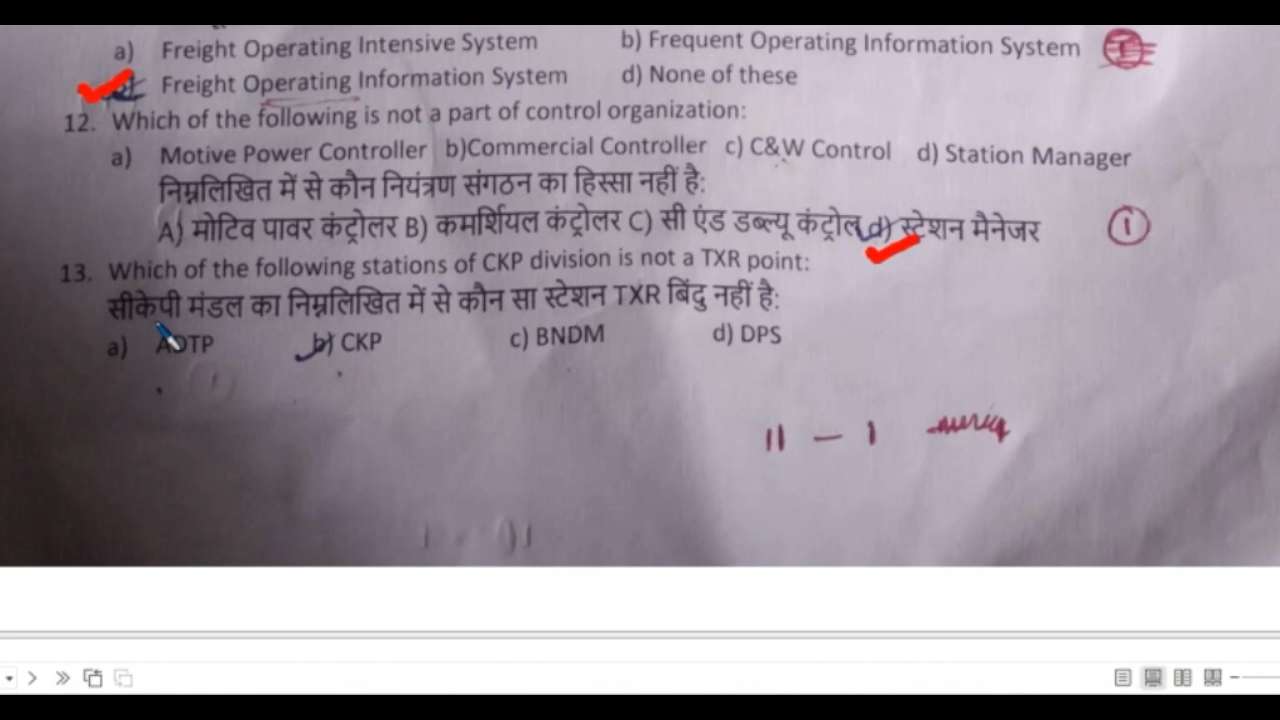 a) Freight Operating Intensive System b) Frequent Operating Information System
Freight Operating Information System d) None of these
12. Which of the following is not a part of control organization:
a) Motive Power Controller b)Commercial Controller c) C&W Control d) Station Manager
निम्नलिखित में से कौन नियंत्रण संगठन का हिस्सा नहीं है:
A) मोटिव पावर कंट्रोलर B) कमर्शियल कंट्रोलर C) सी एंड डब्ल्यू कंट्रोल d) स्टेशन मैनेजर 1
13. Which of the following stations of CKP division is not a TXR point:
सीकेपी मंडल का निम्नलिखित में से कौन सा स्टेशन TXR बिंदु नहीं है:
a) ADTP b) CKP c) BNDM d) DPS
11 – 1